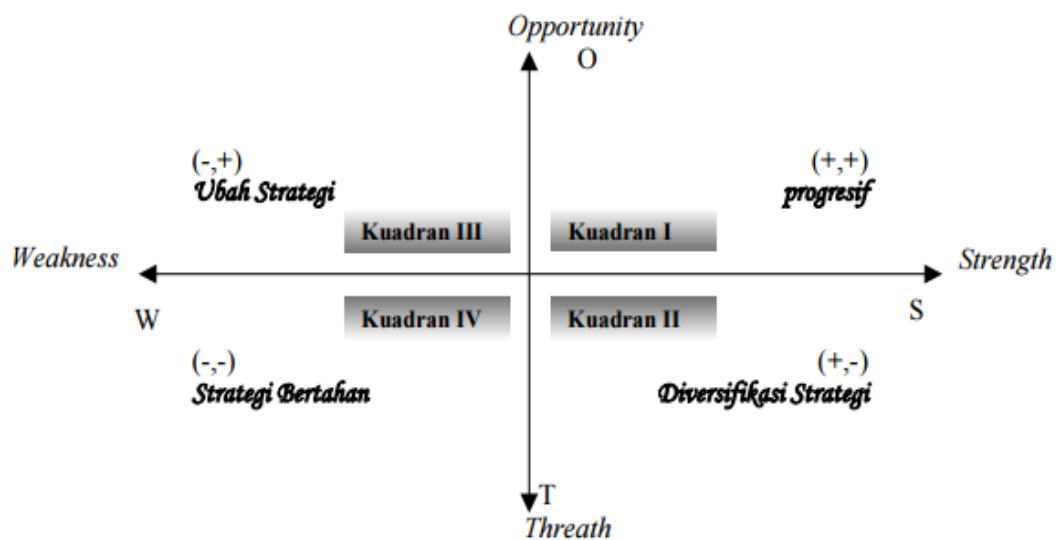 Opportunity
O
(-,+)
Ubah Strategi
(+,+)
progresif
Kuadran III
Kuadran I
Weakness
Strength
W
S
Kuadran IV
Kuadran II
(-,-)
Strategi Bertahan
(+,-)
Diversifikasi Strategi
T
Threath